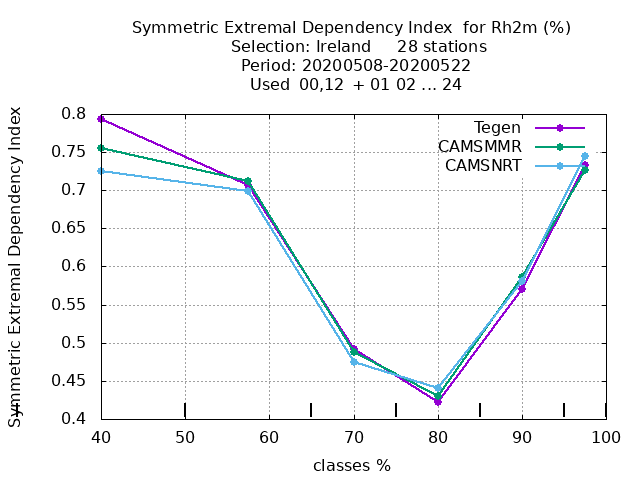 Symmetric Extremal Dependency Index for Rh2m (%)
Selection: Ireland 28 stations
Period: 20200508-20200522
Used 00,12 + 01 02 ... 24
Symmetric Extremal Dependency Index
0.8
0.75
0.7
0.65
0.6
0.55
0.5
0.45
0.4
Tegen
CAMSMMR
CAMSNRT
40 50 60 70 80 90 100
classes %